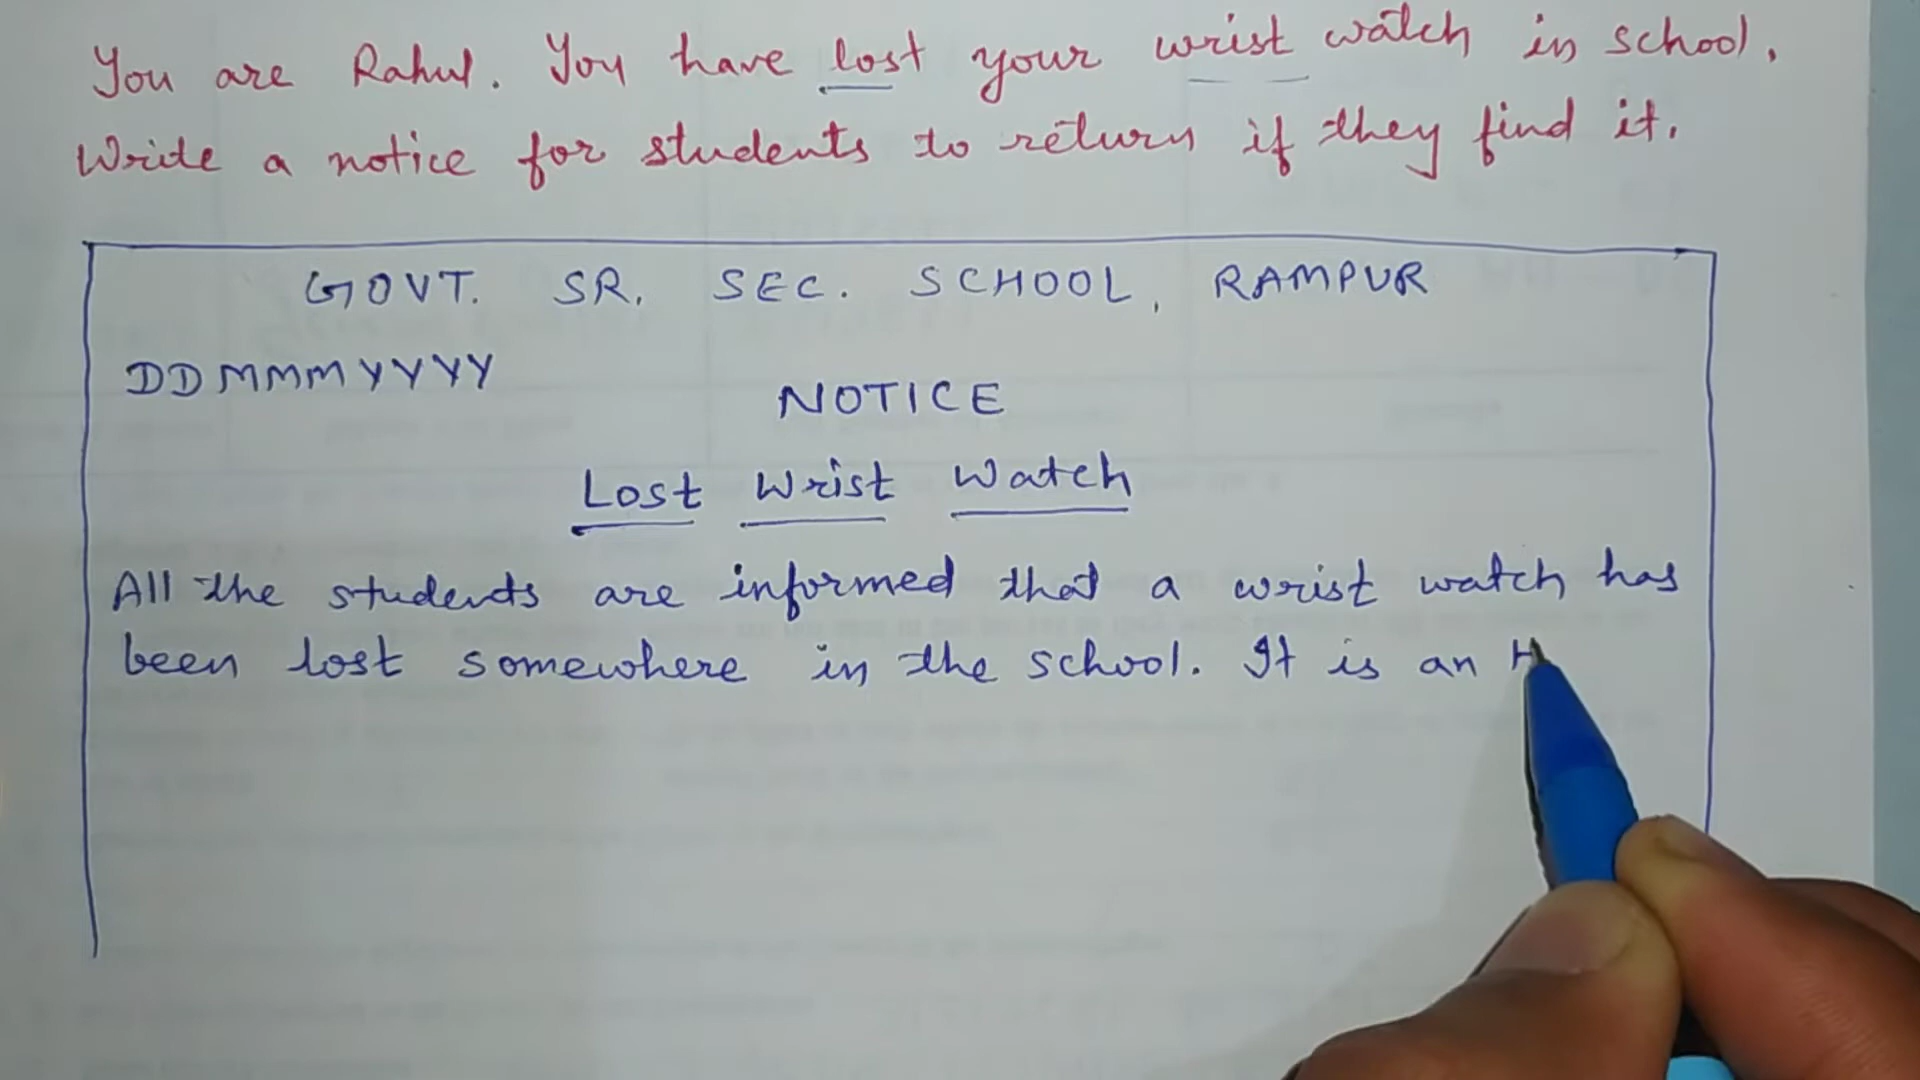 You are Rahul. You have lost your wrist watch in school.
Write a notice for students to return if they find it.
GOVT. SR. SEC. SCHOOL, RAMPUR
DDMMMYYYY
NOTICE
Lost Wrist Watch
All the students are informed that a wrist watch has
been lost somewhere in the school. It is an H